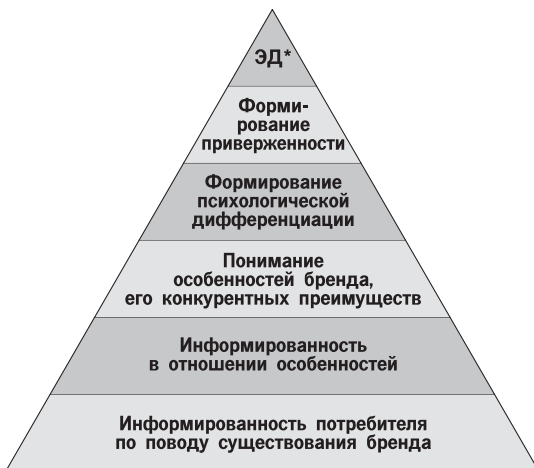 ЭД*
Форми-
рование
приверженности
Формирование
психологической
дифференциации
Понимание
особенностей бренда,
его конкурентных преимуществ
Информированность
в отношении особенностей
Информированность потребителя
по поводу существования бренда